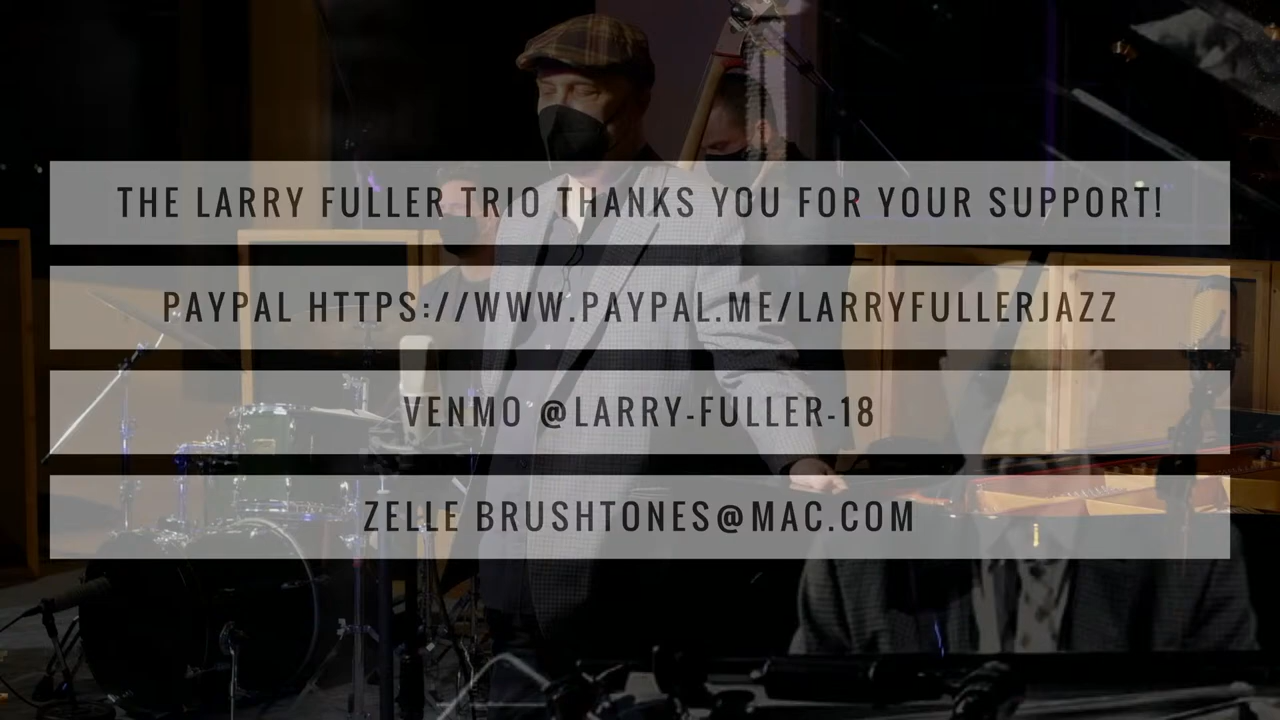 THE LARRY FULLER TRIO THANKS YOU FOR YOUR SUPPORT!
PAYPAL HTTPS://WWW.PAYPAL.ME/LARRYFULLERJAZZ
VENMO @LARRY-FULLER-18
ZELLE BRUSHTONES@MAC.COM